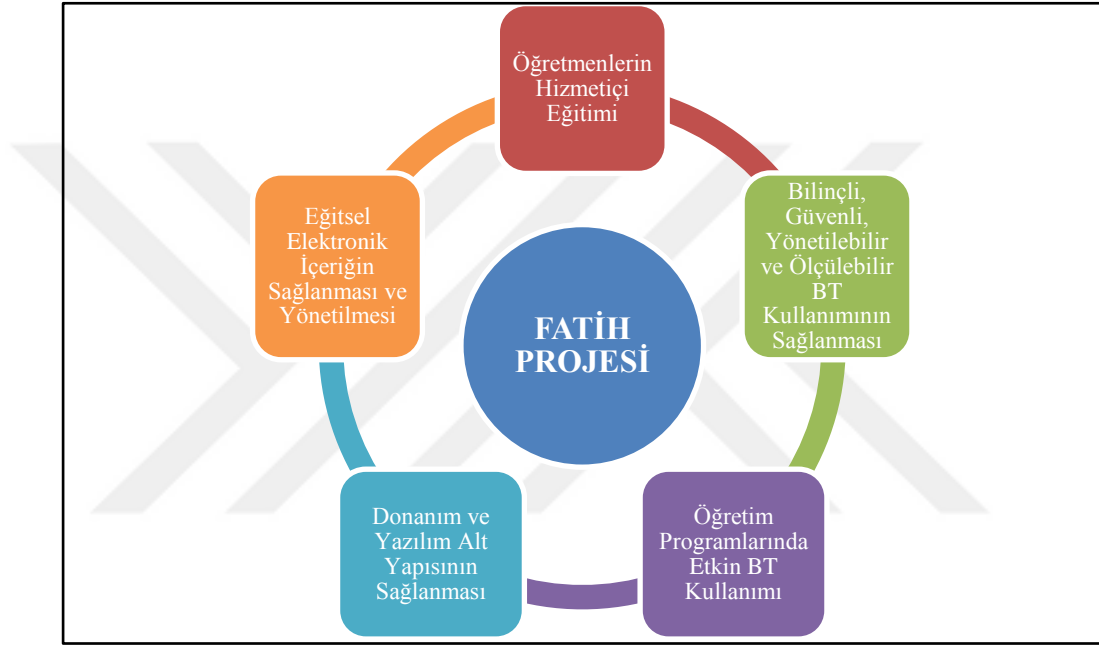 Öğretmenlerin
Hizmetiçi
Eğitimi
Bilinçli,
Güvenli,
Yönetilebilir
ve Ölçülebilir
BT
Kullanımının
Sağlanması
Öğretim
Programlarında
Etkin BT
Kullanımı
Donanım ve
Yazılım Alt
Yapısının
Sağlanması
Eğitsel
Elektronik
İçeriğin
Sağlanması ve
Yönetilmesi
FATİH
PROJESİ